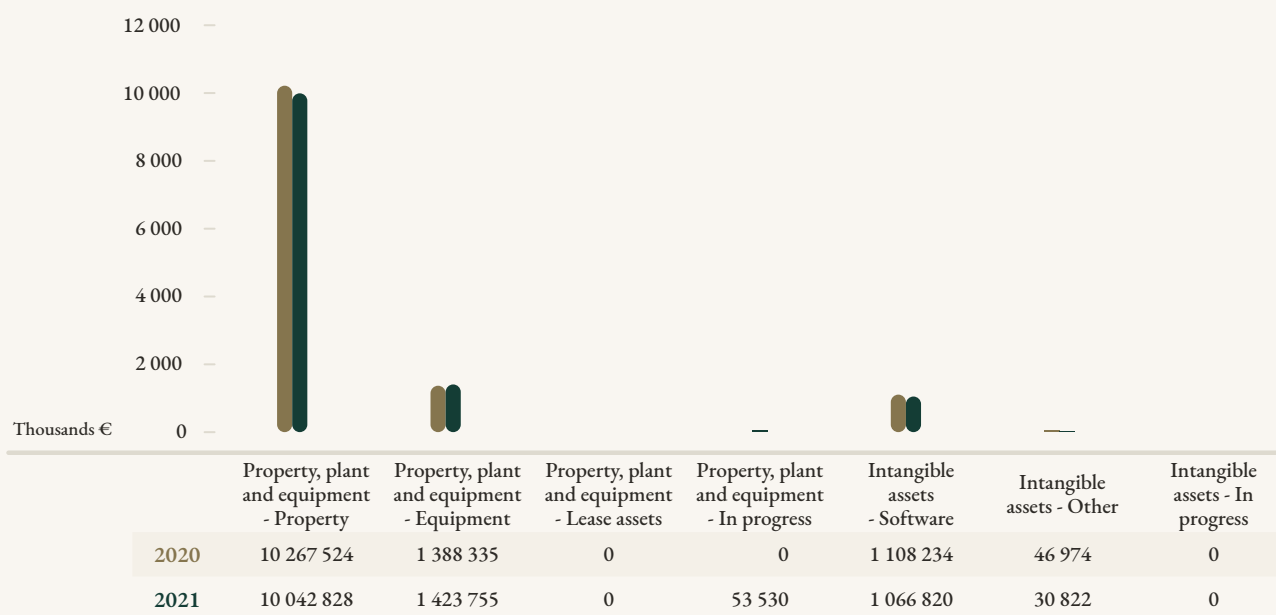 12 000
10 000
8 000
6 000
4 000
2 000
Thousands € 0
Property, plant and equipment - Property
Property, plant and equipment - Equipment
Property, plant and equipment - Lease assets
Property, plant and equipment - In progress
Intangible assets - Software
Intangible assets - Other
Intangible assets - In progress
2020 10 267 524 1 388 335 0 0 1 108 234 46 974 0
2021 10 042 828 1 423 755 0 53 530 1 066 820 30 822 0